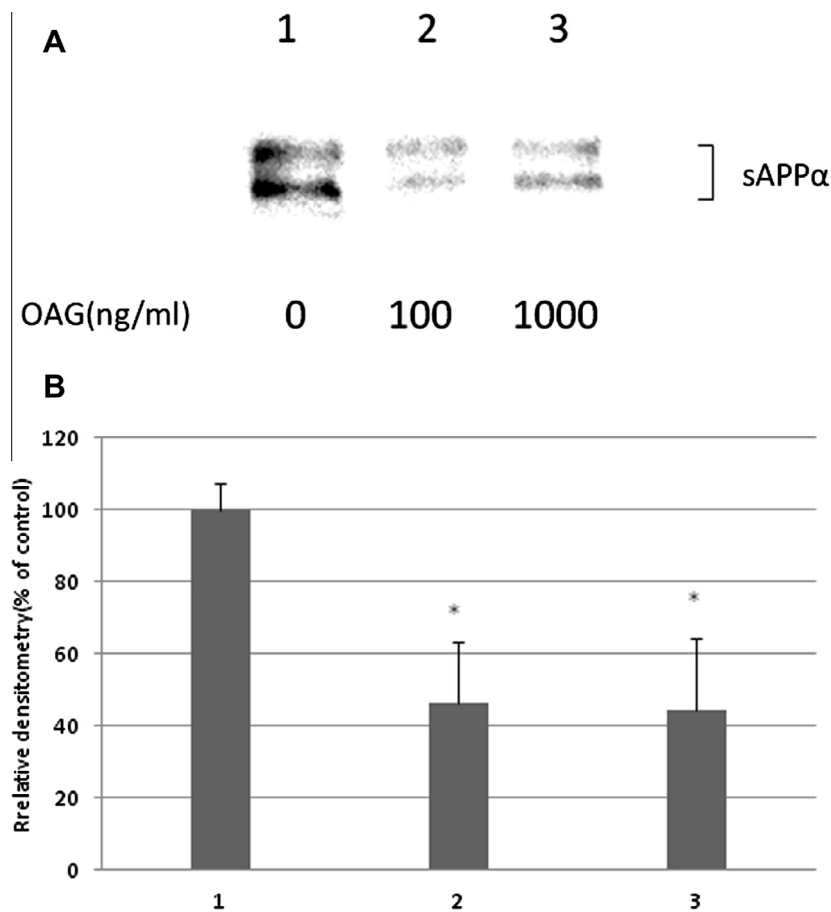 A
1 2 3
sAPPα
OAG(ng/ml) 0 100 1000
B
Rrelative densitometry(% of control)
120
100
80
60
40
20
0
* *
1 2 3